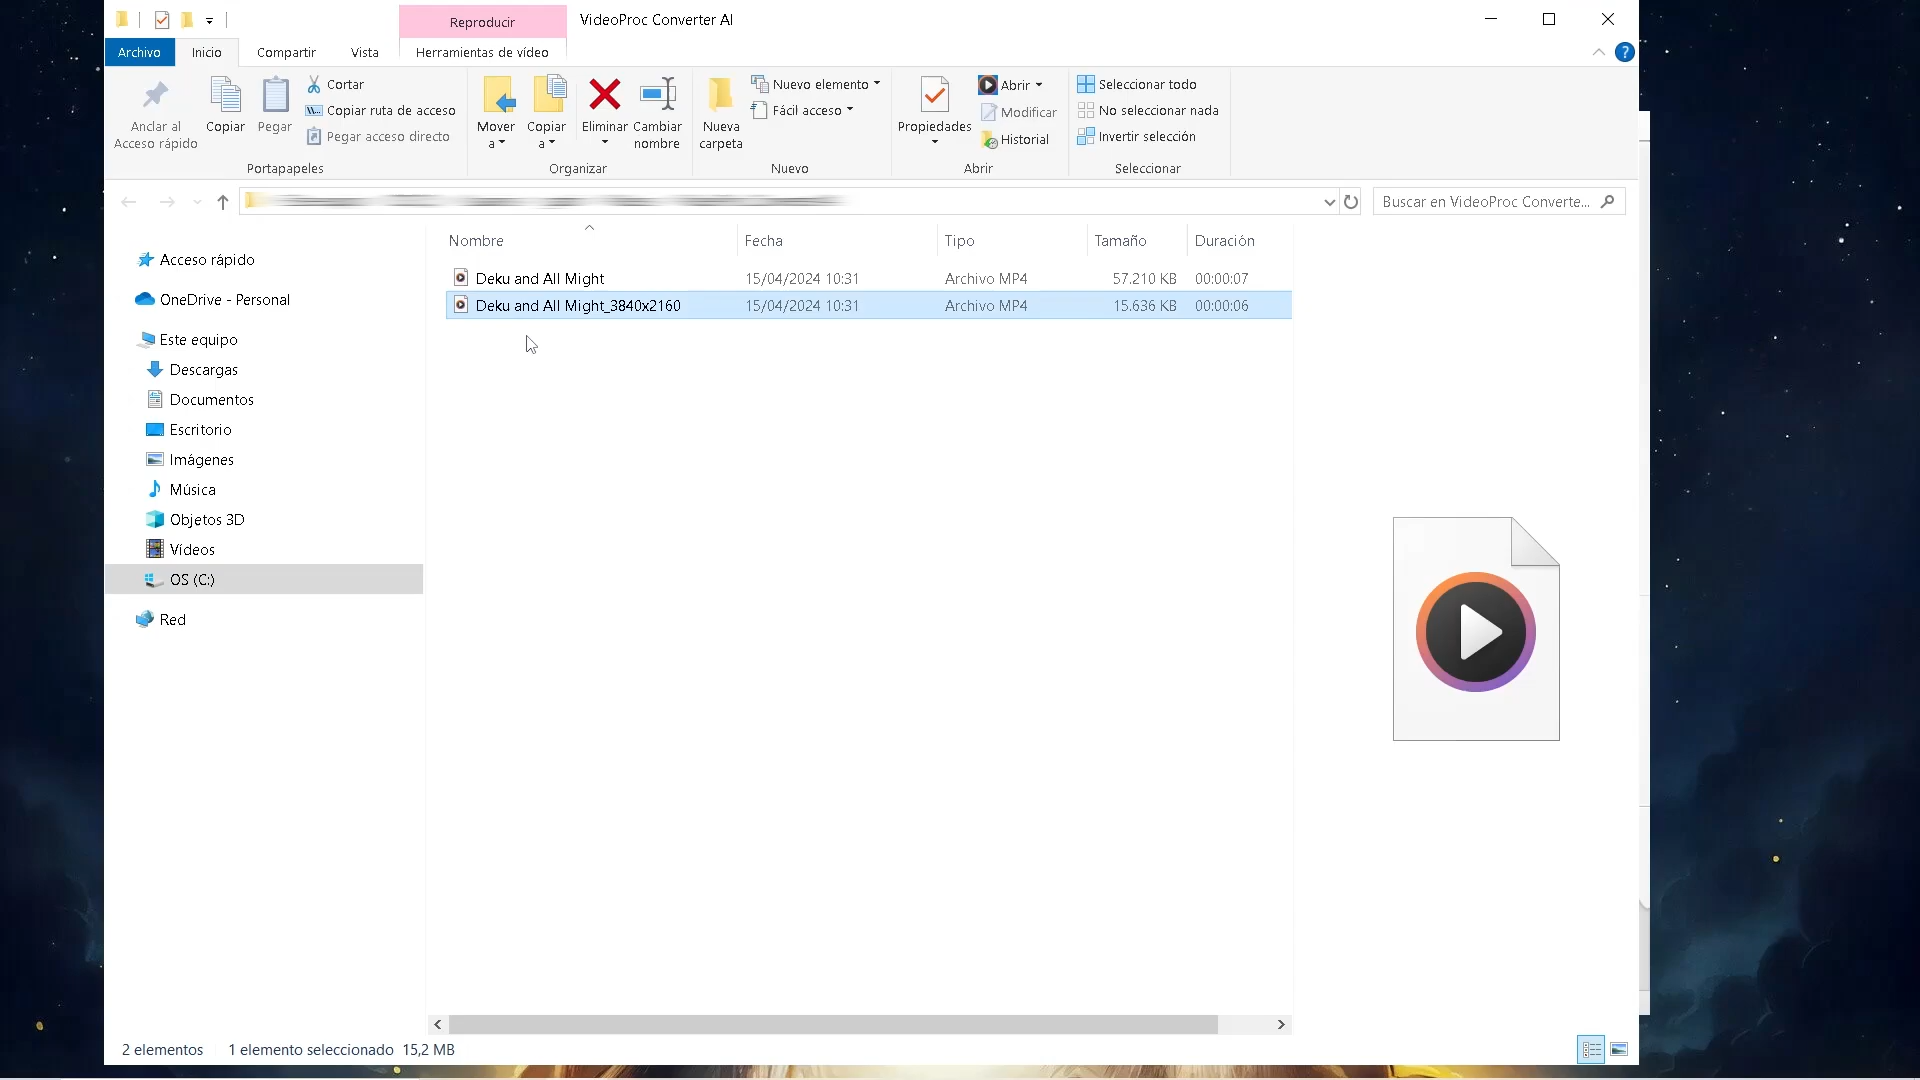 Reproducir
VideoProc Converter AI
Archivo
Inicio
Compartir
Vista
Herramientas de vídeo
?
Anclar al
Acceso rápido
Copiar
Pegar
Cortar
Copiar ruta de acceso
Pegar acceso directo
Portapapeles
Mover
a
Copiar
a
Eliminar
Cambiar
nombre
Organizar
Nueva
carpeta
Nuevo elemento
Fácil acceso
Nuevo
Propiedades
Abrir
Modificar
Historial
Abrir
Seleccionar todo
No seleccionar nada
Invertir selección
Seleccionar
Buscar en VideoProc Converte...
Acceso rápido
OneDrive - Personal
Este equipo
Descargas
Documentos
Escritorio
Imágenes
Música
Objetos 3D
Vídeos
OS (C:)
Red
Nombre Fecha Tipo Tamaño Duración
Deku and All Might 15/04/2024 10:31 Archivo MP4 57.210 KB 00:00:07
Deku and All Might_3840x2160 15/04/2024 10:31 Archivo MP4 15.636 KB 00:00:06
2 elementos 1 elemento seleccionado 15,2 MB